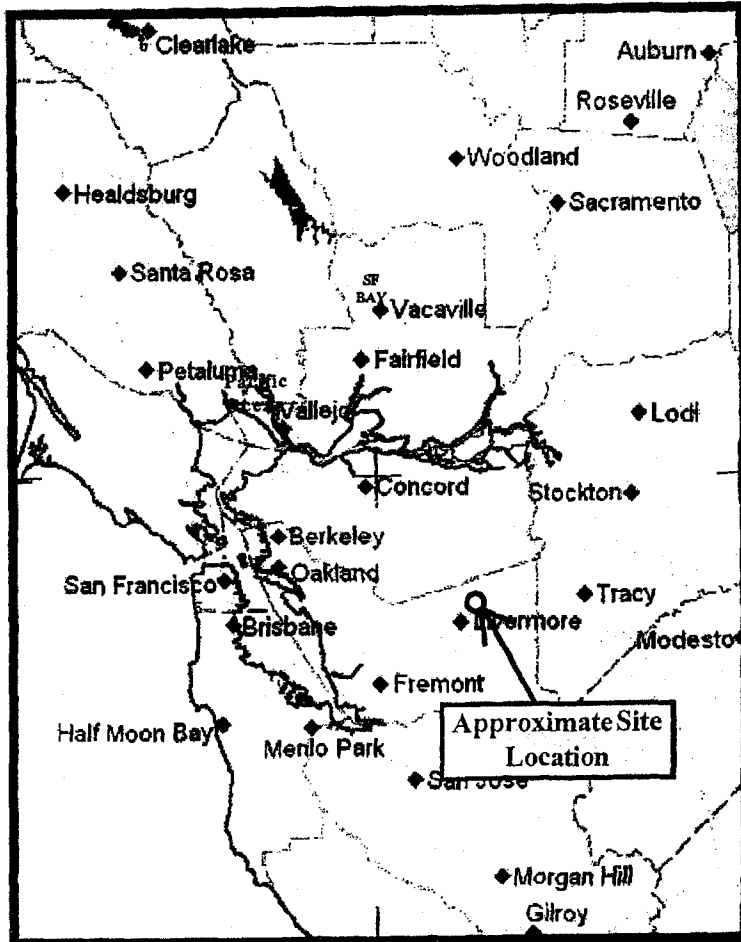 Clearlake
Auburn
Roseville
Woodland
Healdsburg
Sacramento
Santa Rosa
SF
BAY
Vacaville
Fairfield
Petaluma
Pacific
Vallejo
Lodi
Concord
Stockton
Berkeley
Oakland
San Francisco
Tracy
Livermore
Brisbane
Modesto
Fremont
Approximate Site
Location
Half Moon Bay
Menlo Park
San Jose
Morgan Hill
Gilroy